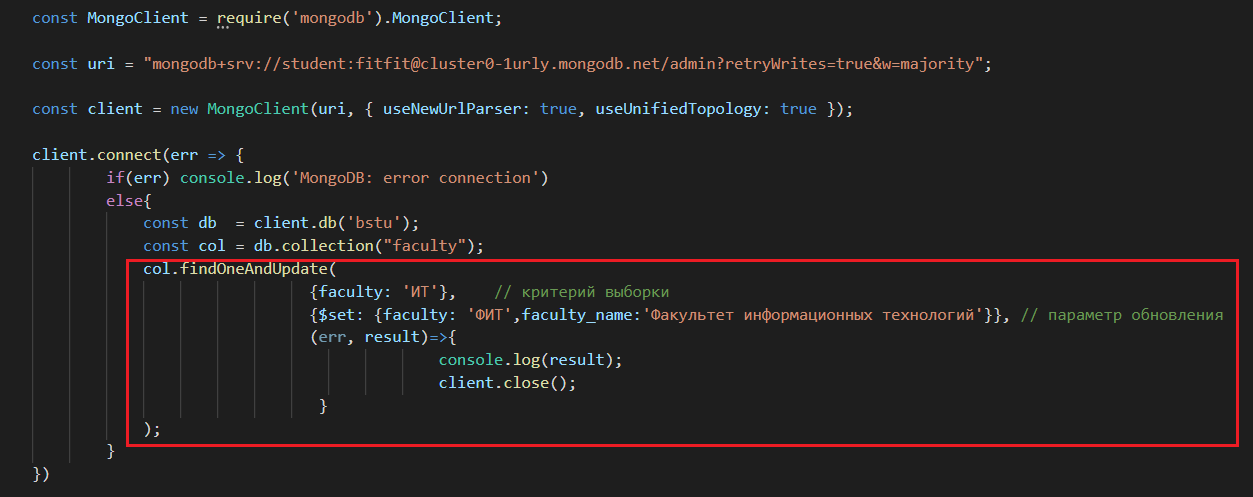 const MongoClient = require('mongodb').MongoClient;
const uri = "mongodb+srv://student:fitfit@cluster0-1urly.mongodb.net/admin?retryWrites=true&w=majority";
const client = new MongoClient(uri, { useNewUrlParser: true, useUnifiedTopology: true });
client.connect(err => {
if(err) console.log('MongoDB: error connection')
else{
const db  = client.db('bstu');
const col = db.collection("faculty");
col.findOneAndUpdate(
{faculty: 'ИТ'},    // критерий выборки
{$set: {faculty: 'ФИТ',faculty_name:'Факультет информационных технологий'}}, // параметр обновления
(err, result)=>{
console.log(result);
client.close();
}
);
}
})